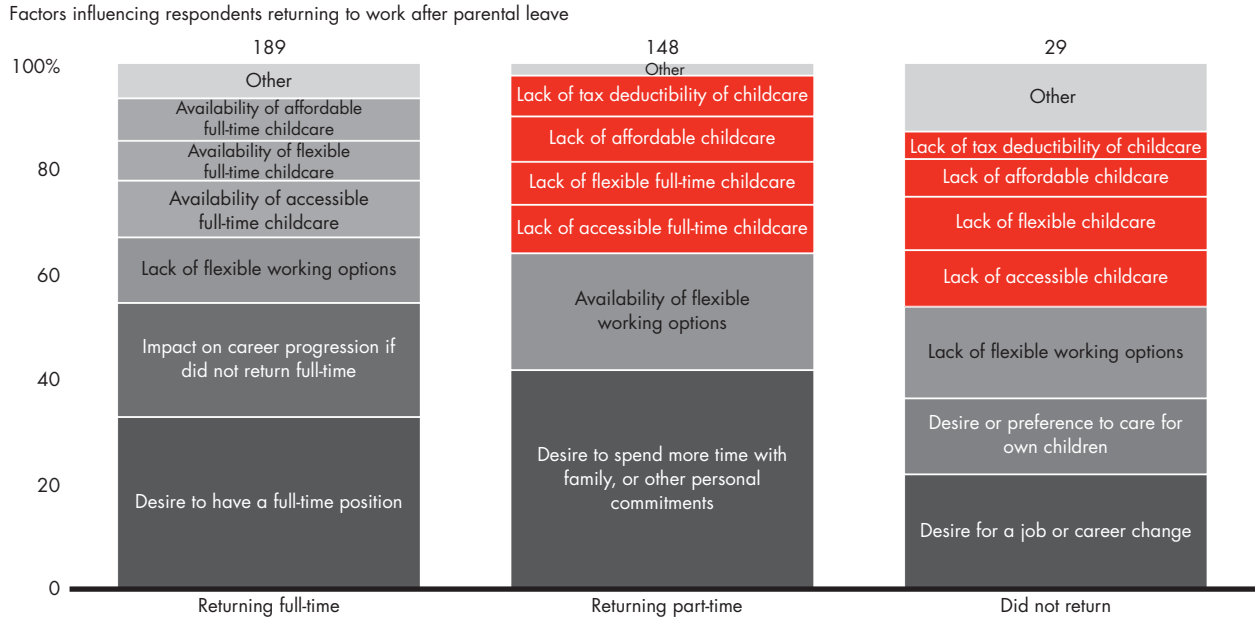 Factors influencing respondents returning to work after parental leave
189
148
29
100%
80
60
40
20
0
Other
Availability of affordable
full-time childcare
Availability of flexible
full-time childcare
Availability of accessible
full-time childcare
Lack of flexible working options
Impact on career progression if
did not return full-time
Desire to have a full-time position
Other
Lack of tax deductibility of childcare
Lack of affordable childcare
Lack of flexible full-time childcare
Lack of accessible full-time childcare
Availability of flexible
working options
Desire to spend more time with
family, or other personal
commitments
Other
Lack of tax deductibility of childcare
Lack of affordable childcare
Lack of flexible childcare
Lack of accessible childcare
Lack of flexible working options
Desire or preference to care for
own children
Desire for a job or career change
Returning full-time
Returning part-time
Did not return